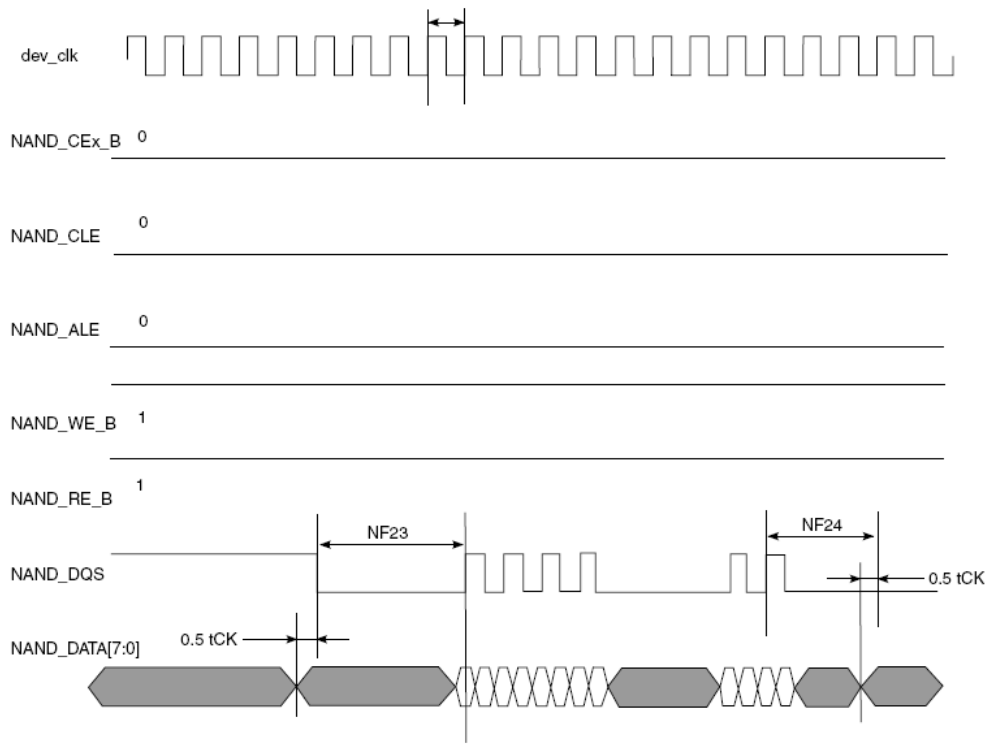 dev_clk
NAND_CEx_B 0
NAND_CLE 0
NAND_ALE 0
NAND_WE_B 1
NAND_RE_B 1
NF23
NF24
NAND_DQS
0.5 tCK
0.5 tCK
NAND_DATA[7:0]